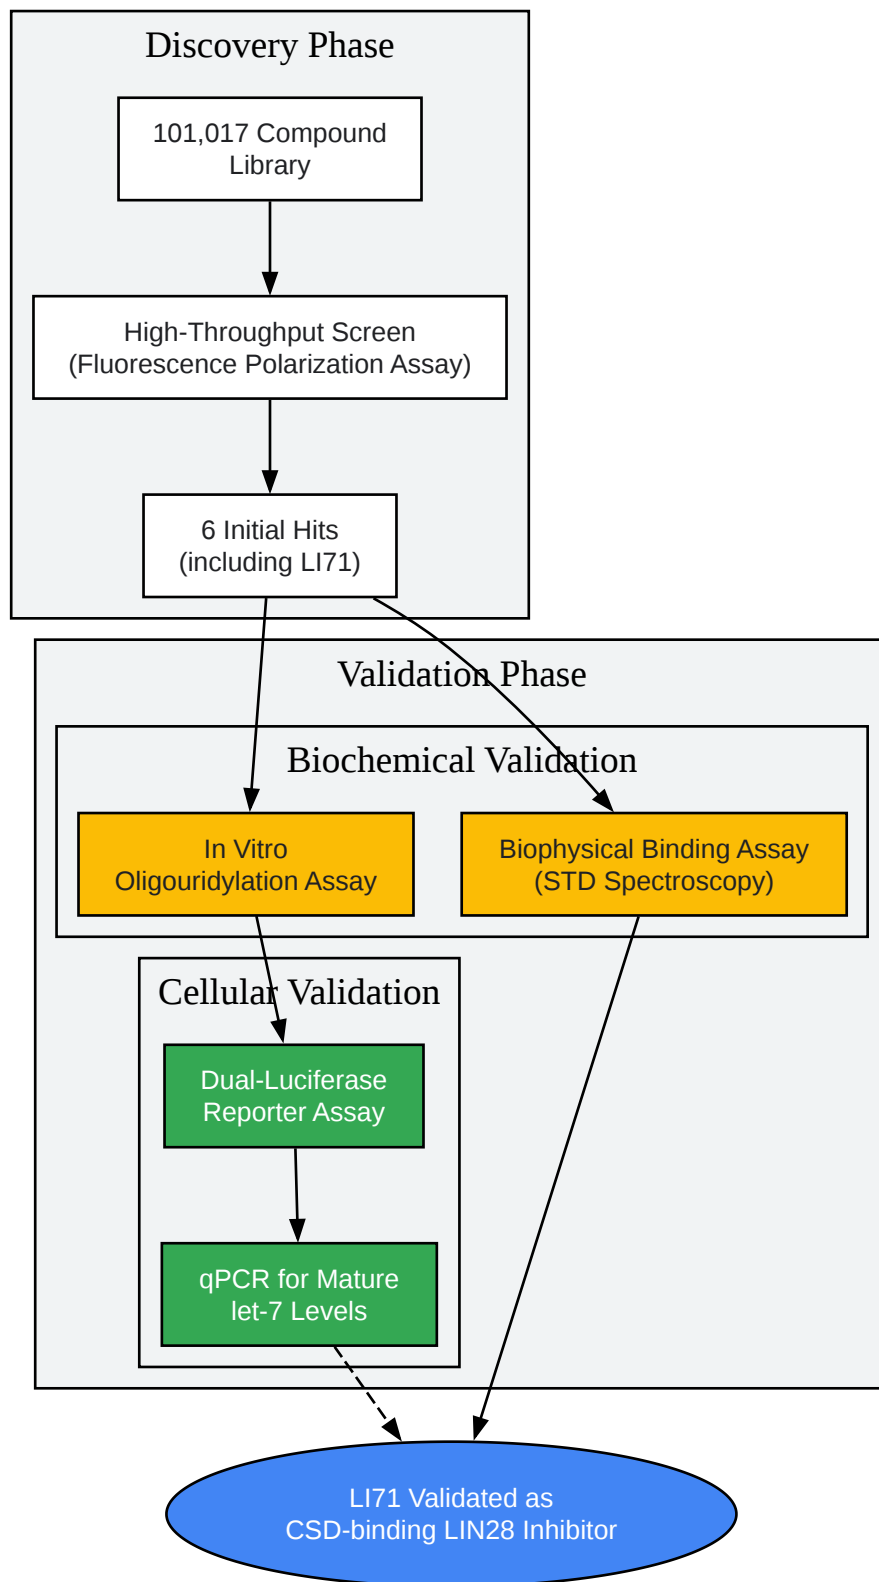 Discovery Phase
101,017 Compound
Library
High-Throughput Screen
(Fluorescence Polarization Assay)
6 Initial Hits
(including LI71)
Validation Phase
Biochemical Validation
In Vitro
Oligouridylation Assay
Biophysical Binding Assay
(STD Spectroscopy)
Cellular Validation
Dual-Luciferase
Reporter Assay
qPCR for Mature
let-7 Levels
LI71 Validated as
CSD-binding LIN28 Inhibitor